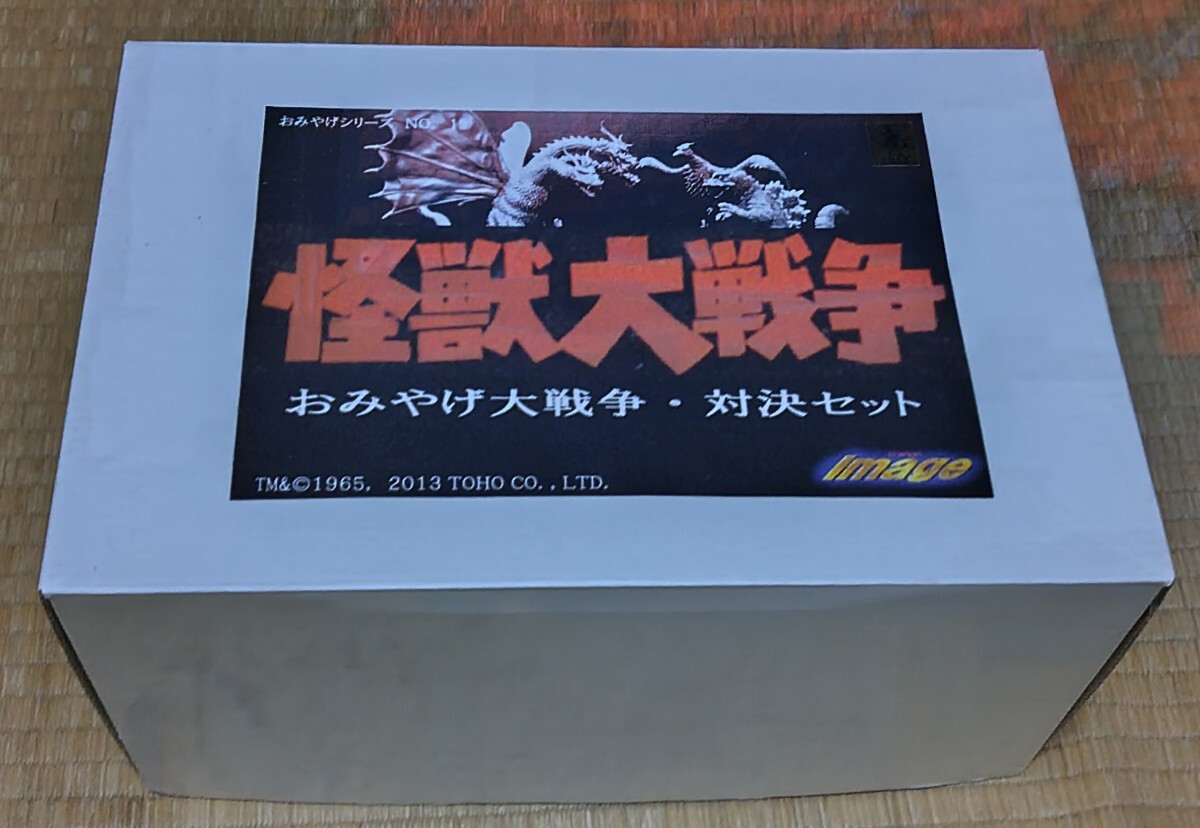 おみやげシリーズ NO. 1
怪獣大戦争
おみやげ大戦争・対決セット
image
TM&©1965, 2013 TOHO CO.,LTD.